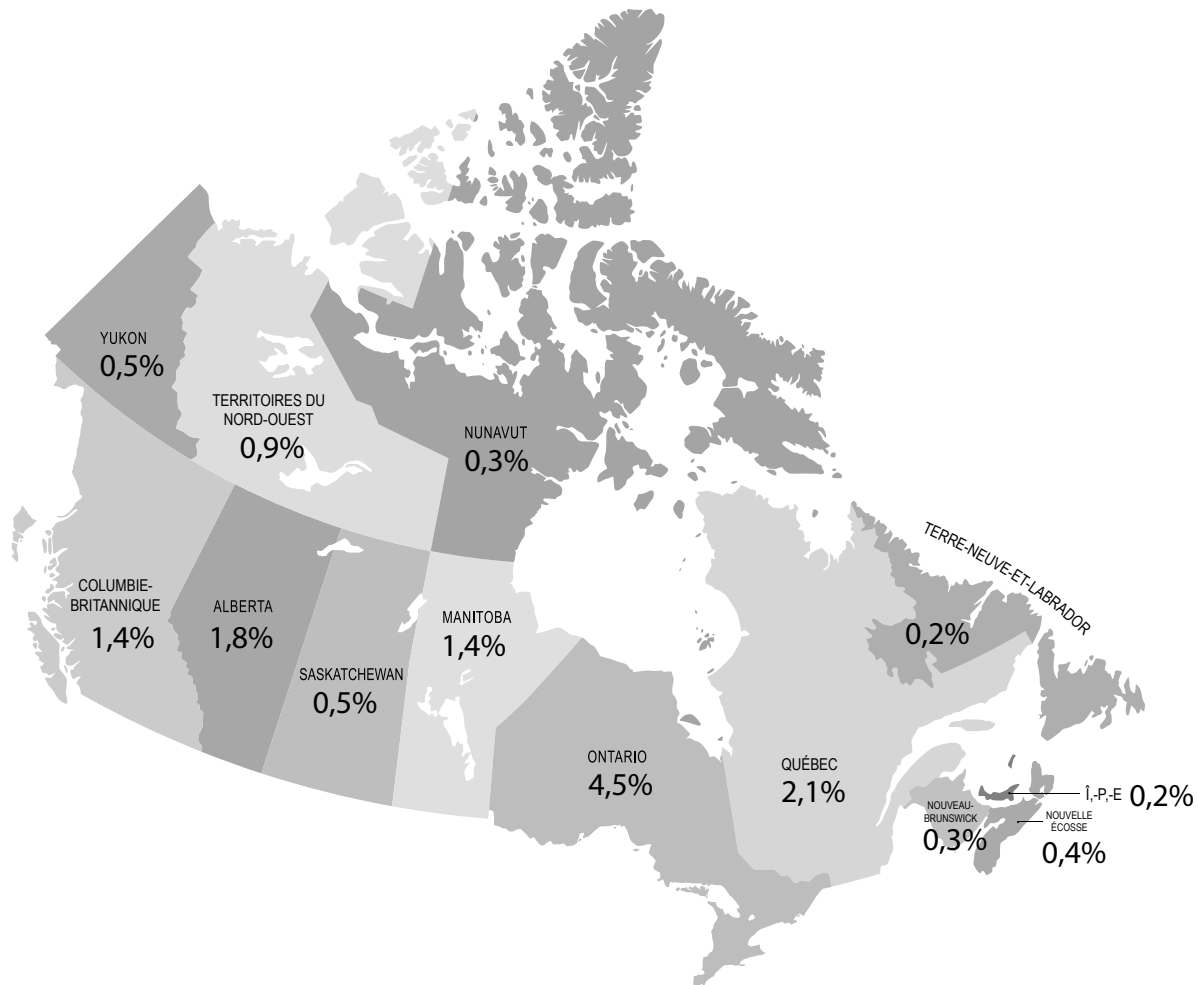 YUKON
0,5%
TERRITOIRES DU
NORD-OUEST
0,9%
NUNAVUT
0,3%
TERRE-NEUVE-ET-LABRADOR
0,2%
COLUMBIE-
BRITANNIQUE
1,4%
ALBERTA
1,8%
SASKATCHEWAN
0,5%
MANITOBA
1,4%
ONTARIO
4,5%
QUÉBEC
2,1%
Î,-P,-E 0,2%
NOUVEAU-
BRUNSWICK
0,3%
NOUVELLE
ÉCOSSE
0,4%